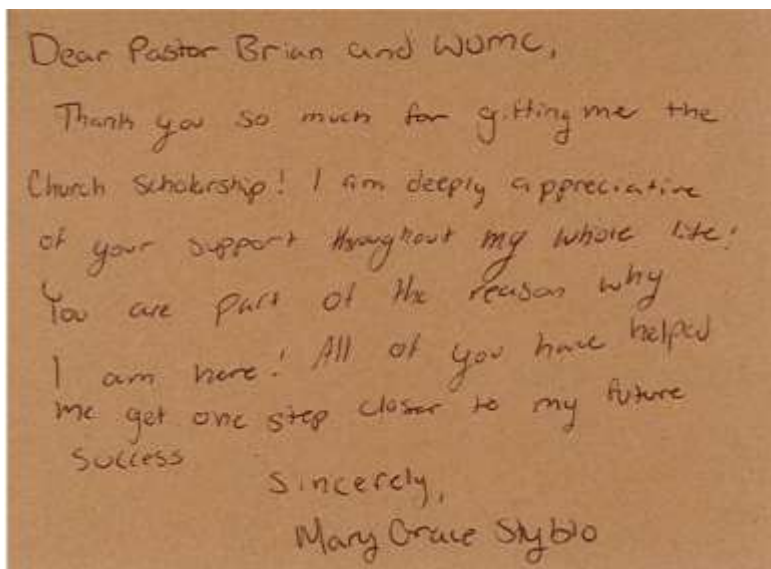 Dear Pastor Brian and WUMC,
Thank you so much for gifting me the
Church Scholarship! I am deeply appreciative
of your support throughout my whole life!
You are part of the reason why
I am here! All of you have helped
me get one step closer to my future
success
Sincerely,
Mary Grace Styblo